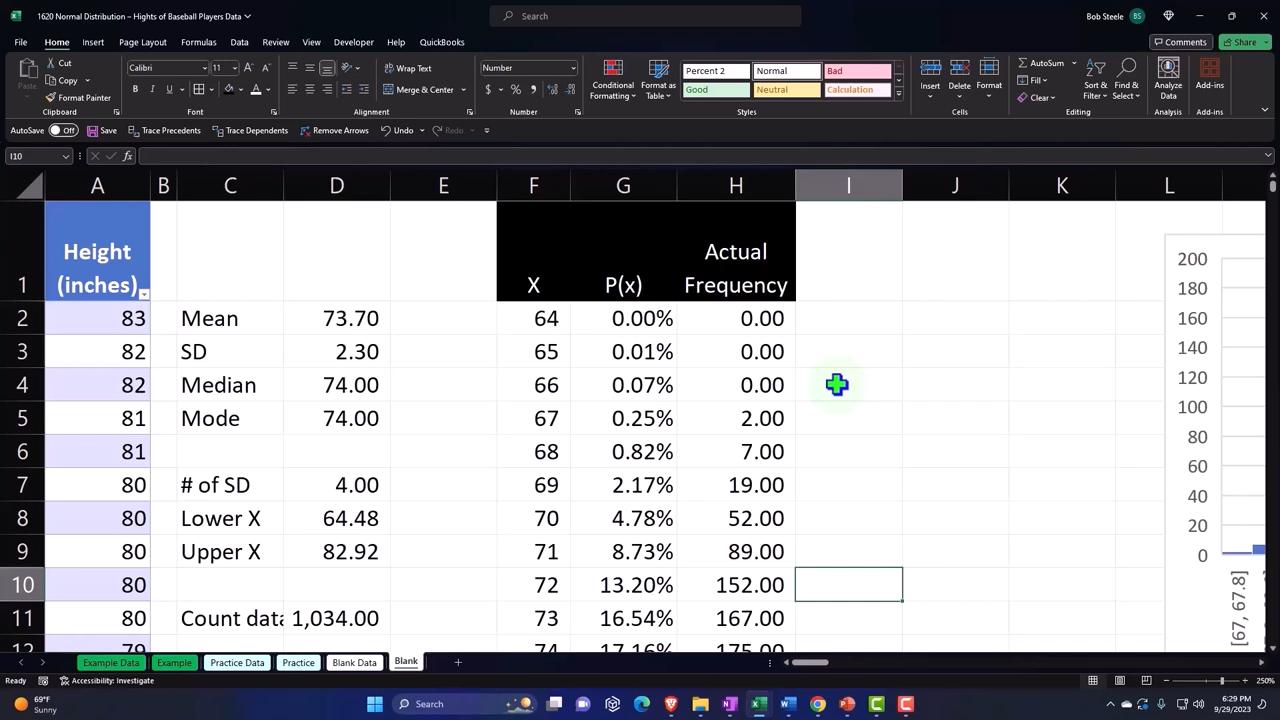 1620 Normal Distribution – Hights of Baseball Players Data
Search
Bob Steele BS
File Home Insert Page Layout Formulas Data Review View Developer Help QuickBooks
Comments Share
Paste
Cut
Copy
Format Painter
Clipboard
Calibri 11
B I U
Font
Wrap Text
Merge & Center
Alignment
Number
Number
Conditional Formatting
Format as Table
Percent 2 Normal Bad
Good Neutral Calculation
Styles
Insert Delete Format
Cells
AutoSum
Fill
Clear
Sort & Filter
Find & Select
Editing
Analyze Data
Analysis
Add-ins
Add-ins
AutoSave Off Save Trace Precedents Trace Dependents Remove Arrows Undo Redo
I10 fx
A B C D E F G H I J K L
1 Height (inches) X P(x) Actual Frequency
2 83 Mean 73.70 64 0.00% 0.00
3 82 SD 2.30 65 0.01% 0.00
4 82 Median 74.00 66 0.07% 0.00
5 81 Mode 74.00 67 0.25% 2.00
6 81 68 0.82% 7.00
7 80 # of SD 4.00 69 2.17% 19.00
8 80 Lower X 64.48 70 4.78% 52.00
9 80 Upper X 82.92 71 8.73% 89.00
10 80 72 13.20% 152.00
11 80 Count data 1,034.00 73 16.54% 167.00
12 79 74 17.16% 175.00
200
180
160
140
120
100
80
60
40
20
0
[67, 67.8]
Example Data Example Practice Data Practice Blank Data Blank
Ready Accessibility: Investigate 250%
69°F
Sunny
Search
6:29 PM
9/29/2023